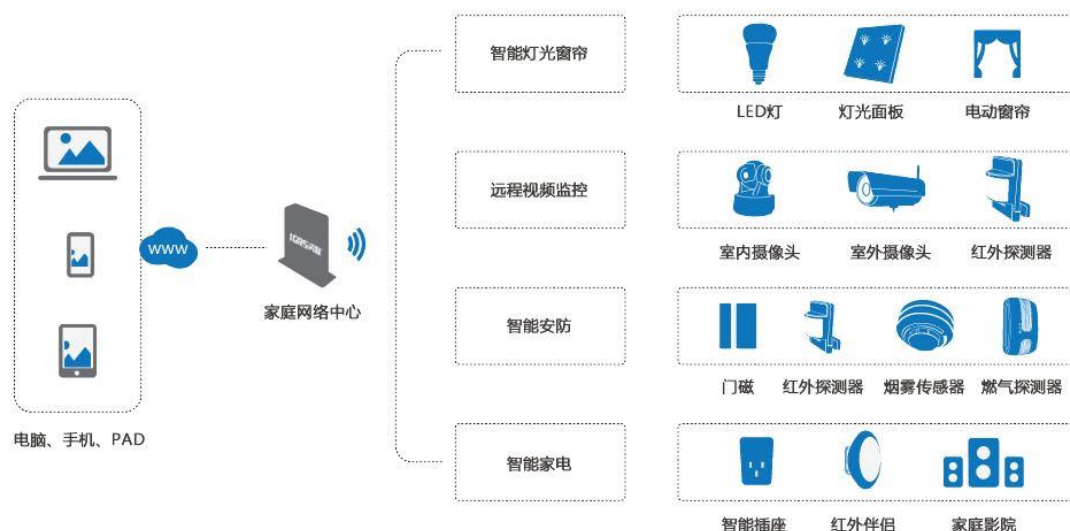 智能灯光窗帘
LED灯 灯光面板 电动窗帘
远程视频监控
室内摄像头 室外摄像头 红外探测器
www
家庭网络中心
智能安防
门磁 红外探测器 烟雾传感器 燃气探测器
电脑、手机、PAD
智能家电
智能插座 红外伴侣 家庭影院